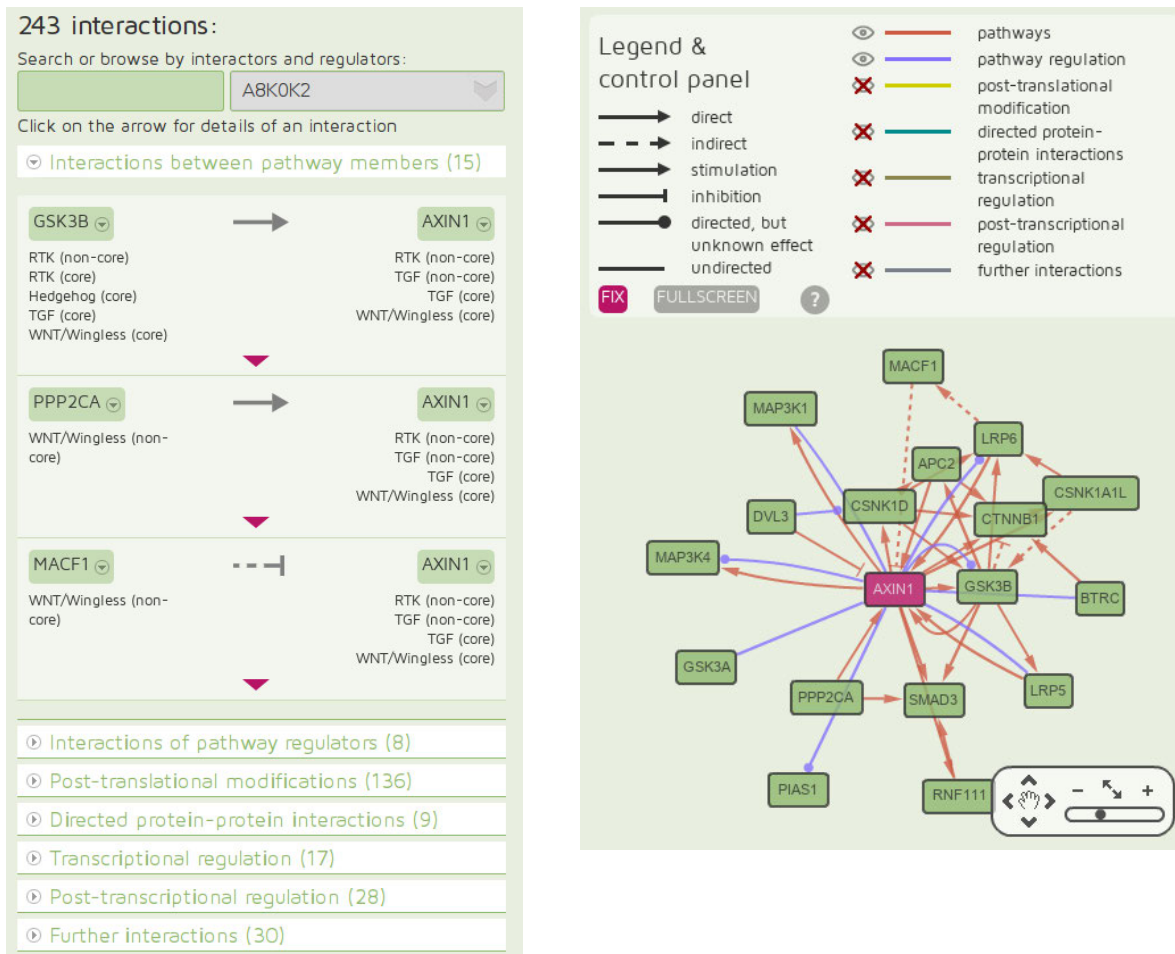 243 interactions:
Search or browse by interactors and regulators:
A8K0K2
Click on the arrow for details of an interaction
Interactions between pathway members (15)
GSK3B
AXIN1
RTK (non-core)
RTK (core)
Hedgehog (core)
TGF (core)
WNT/Wingless (core)
RTK (non-core)
TGF (non-core)
TGF (core)
WNT/Wingless (core)
PPP2CA
AXIN1
WNT/Wingless (non-
core)
RTK (non-core)
TGF (non-core)
TGF (core)
WNT/Wingless (core)
MACF1
AXIN1
WNT/Wingless (non-
core)
RTK (non-core)
TGF (non-core)
TGF (core)
WNT/Wingless (core)
Interactions of pathway regulators (8)
Post-translational modifications (136)
Directed protein-protein interactions (9)
Transcriptional regulation (17)
Post-transcriptional regulation (28)
Further interactions (30)
Legend &
control panel
direct
indirect
stimulation
inhibition
directed, but
unknown effect
undirected
FIX
FULLSCREEN
?
pathways
pathway regulation
post-translational
modification
directed protein-
protein interactions
transcriptional
regulation
post-transcriptional
regulation
further interactions
MACF1
MAP3K1
LRP6
APC2
CSNK1A1L
CSNK1D
DVL3
CTNNB1
MAP3K4
AXIN1
GSK3B
BTRC
GSK3A
LRP5
PPP2CA
SMAD3
PIAS1
RNF111